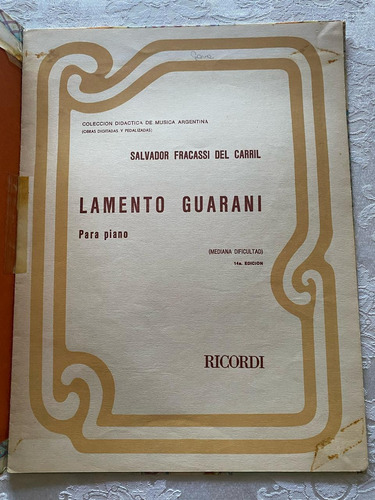 COLECCION DIDACTICA DE MUSICA ARGENTINA
(OBRAS DIGITADAS Y PEDALIZADAS)
SALVADOR FRACASSI DEL CARRIL
LAMENTO GUARANI
Para piano
(MEDIANA DIFICULTAD)
14a. EDICION
RICORDI